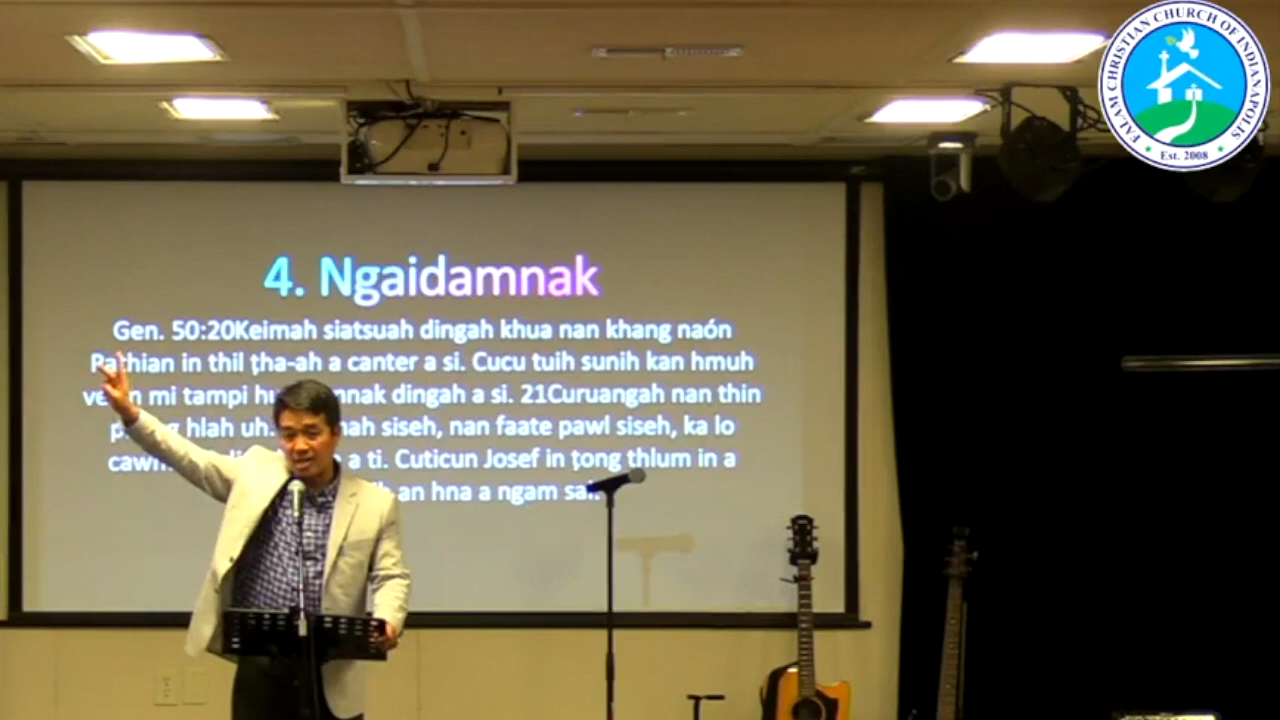 FALAM CHRISTIAN CHURCH OF INDIANAPOLIS
Est. 2008
4. Ngaidamnak
Gen. 50:20Keimah siatsuah dingah khua nan khang naón
Pathian in thil ţha-ah a canter a si. Cucu tuih sunih kan hmuh
mi tampi dingah a si. 21Curuangah nan thin
hlah uh. siseh, nan faate pawl siseh, ka lo
a ti. Cuticun Josef in ţong thlum in a
an hna a ngam sal.